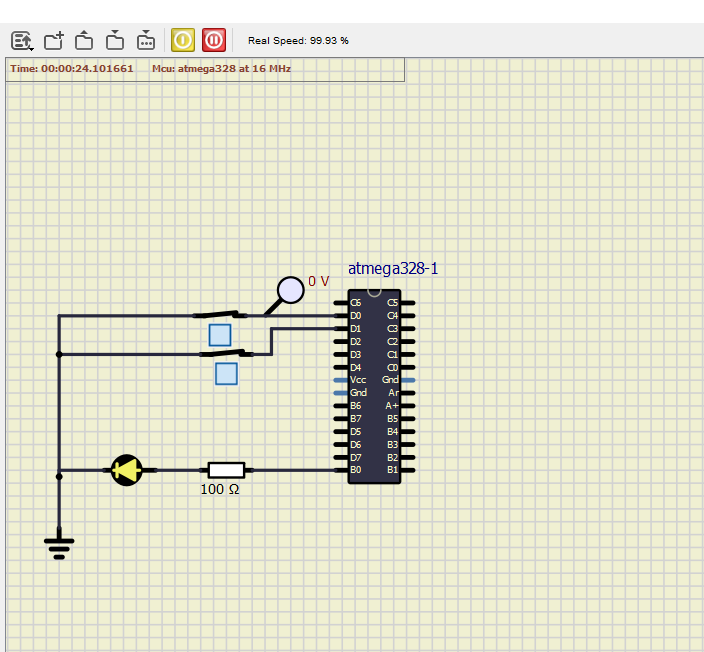 Real Speed: 99.93 %
Time: 00:00:24.101661 Mcu: atmega328 at 16 MHz
atmega328-1
0 V
C6 C5
D0 C4
D1 C3
D2 C2
D3 C1
D4 C0
Vcc Gnd
Gnd Ar
B6 A+
B7 B5
D5 B4
D6 B3
D7 B2
B0 B1
100 Ω